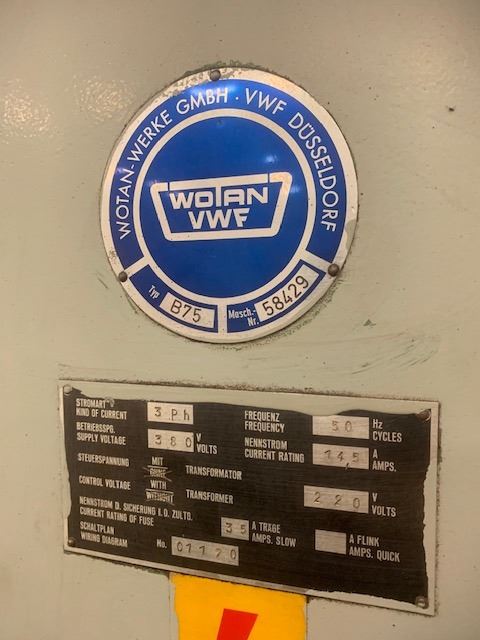 WOTAN-WERKE GMBH · VWF DÜSSELDORF
WOTAN
VWF
Typ B75
Masch.-Nr. 58429
STROMART
KIND OF CURRENT 3 Ph
FREQUENZ
FREQUENCY 50 Hz
CYCLES
BETRIEBSSPG.
SUPPLY VOLTAGE 380 V
VOLTS
NENNSTROM
CURRENT RATING 14,5 A
AMPS.
STEUERSPANNUNG MIT
OHNE TRANSFORMATOR
CONTROL VOLTAGE WITH
WITHOUT TRANSFORMER 220 V
VOLTS
NENNSTROM D. SICHERUNG I.O. ZULTG.
CURRENT RATING OF FUSE 35 A TRÄGE
AMPS. SLOW
A FLINK
AMPS. QUICK
SCHALTPLAN
WIRING DIAGRAM No. 01120